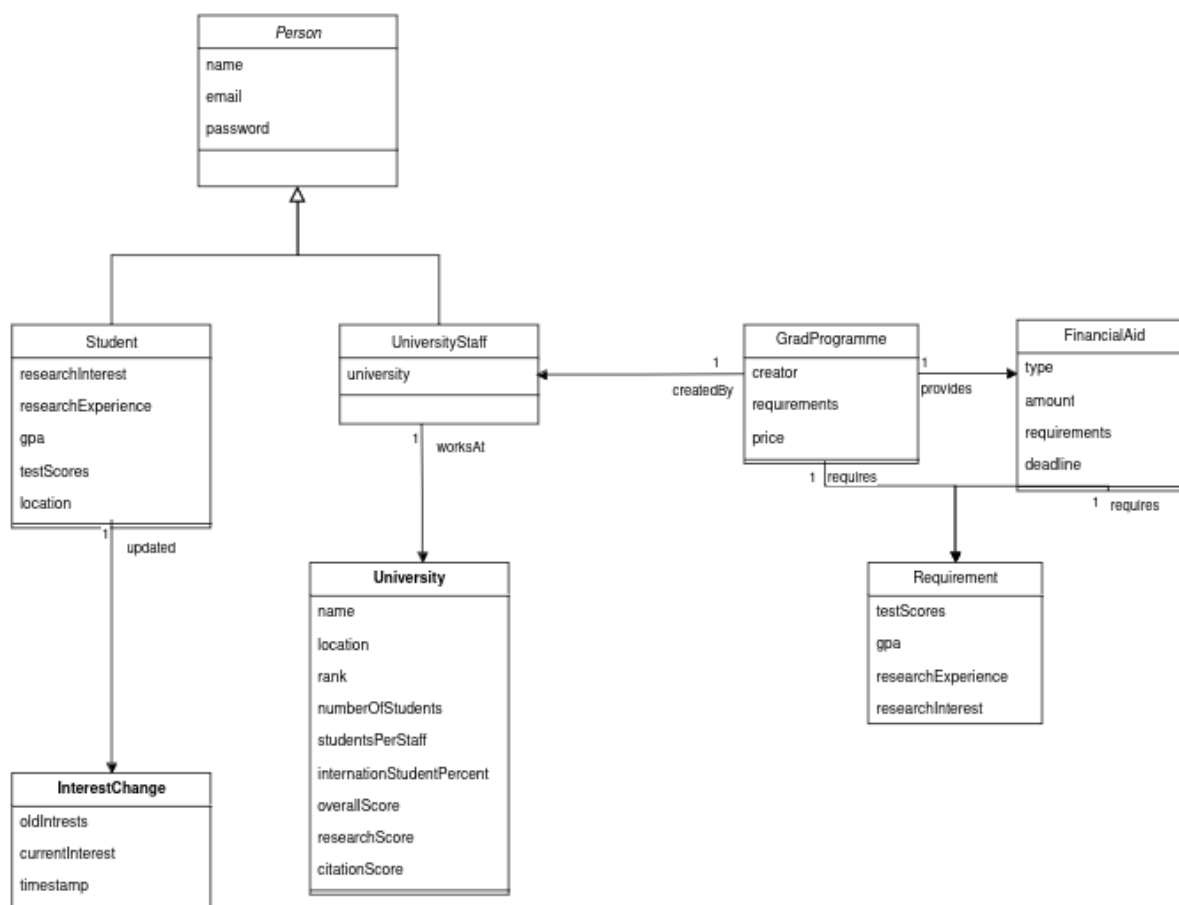 Person
name
email
password
Student
researchInterest
researchExperience
gpa
testScores
location
1
updated
UniversityStaff
university
1
worksAt
1
createdBy
GradProgramme
creator
requirements
price
1
provides
1
requires
FinancialAid
type
amount
requirements
deadline
1
requires
University
name
location
rank
numberOfStudents
studentsPerStaff
internationStudentPercent
overallScore
researchScore
citationScore
Requirement
testScores
gpa
researchExperience
researchInterest
InterestChange
oldIntrests
currentInterest
timestamp